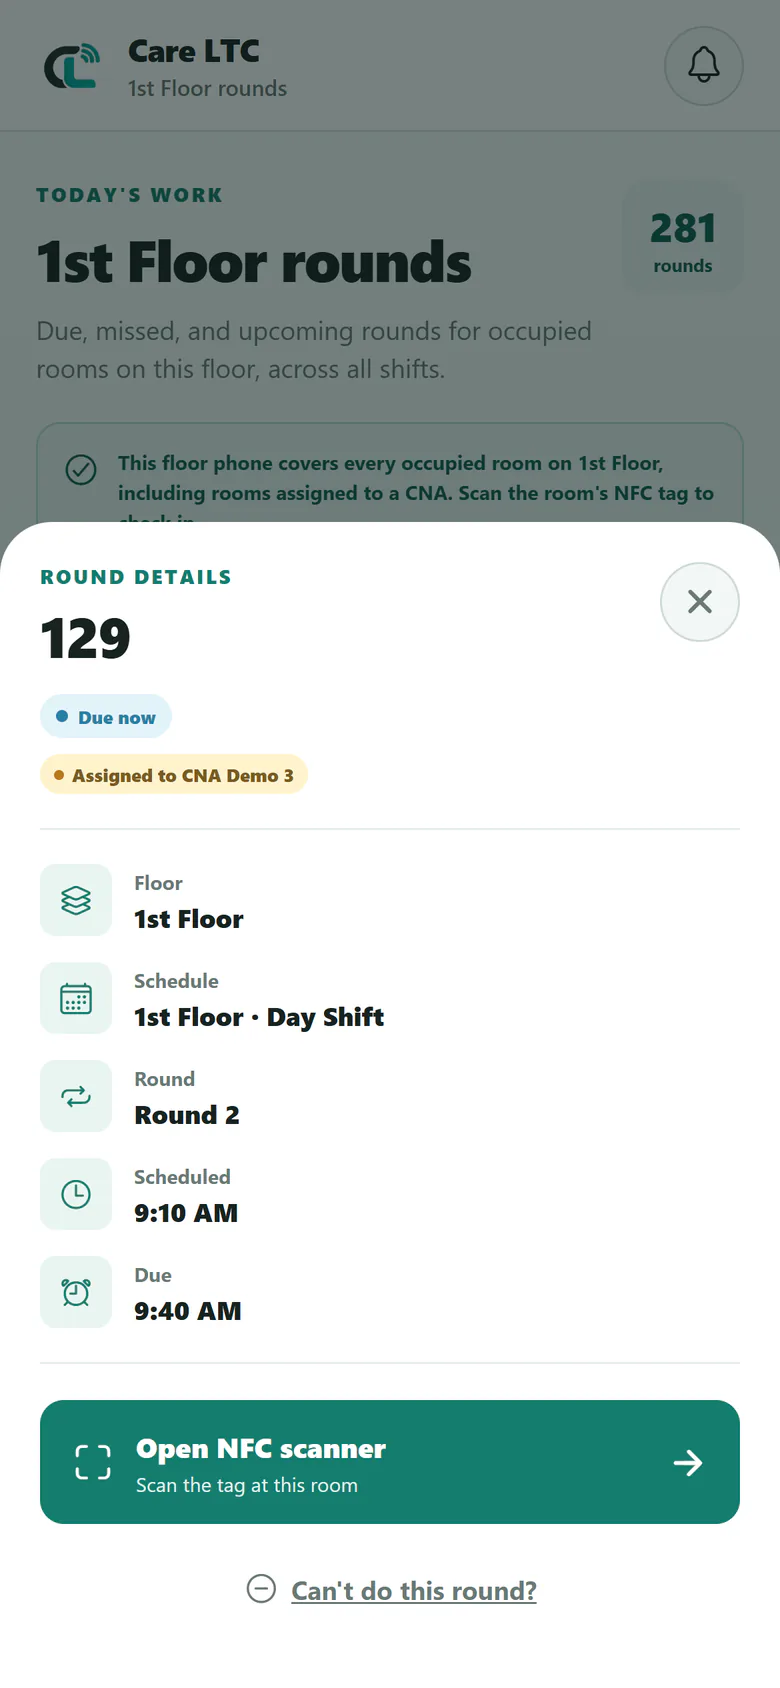 Care LTC
1st Floor rounds
TODAY'S WORK
281
rounds
1st Floor rounds
Due, missed, and upcoming rounds for occupied
rooms on this floor, across all shifts.
This floor phone covers every occupied room on 1st Floor,
including rooms assigned to a CNA. Scan the room's NFC tag to
check in
ROUND DETAILS
129
Due now
Assigned to CNA Demo 3
Floor
1st Floor
Schedule
1st Floor · Day Shift
Round
Round 2
Scheduled
9:10 AM
Due
9:40 AM
Open NFC scanner
Scan the tag at this room
Can't do this round?